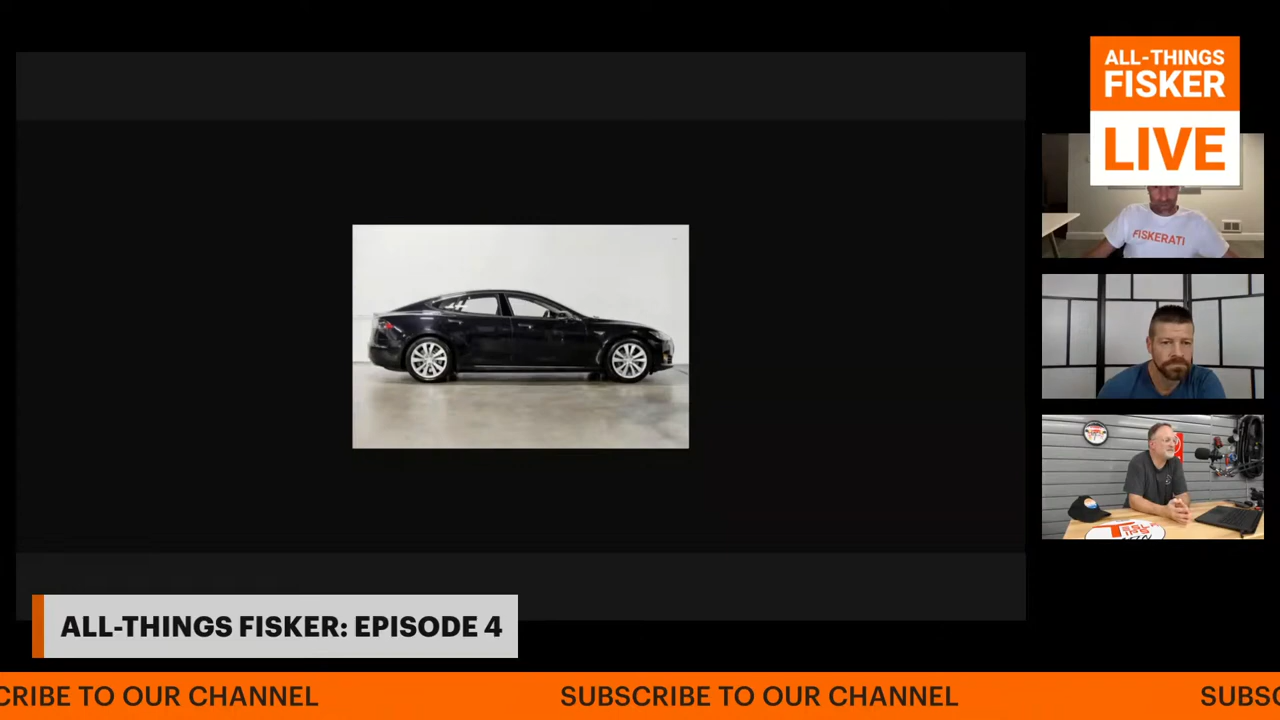 ALL-THINGS
FISKER
LIVE
FISKERATI
ALL-THINGS FISKER: EPISODE 4
CRIBE TO OUR CHANNEL
SUBSCRIBE TO OUR CHANNEL
SUBSC